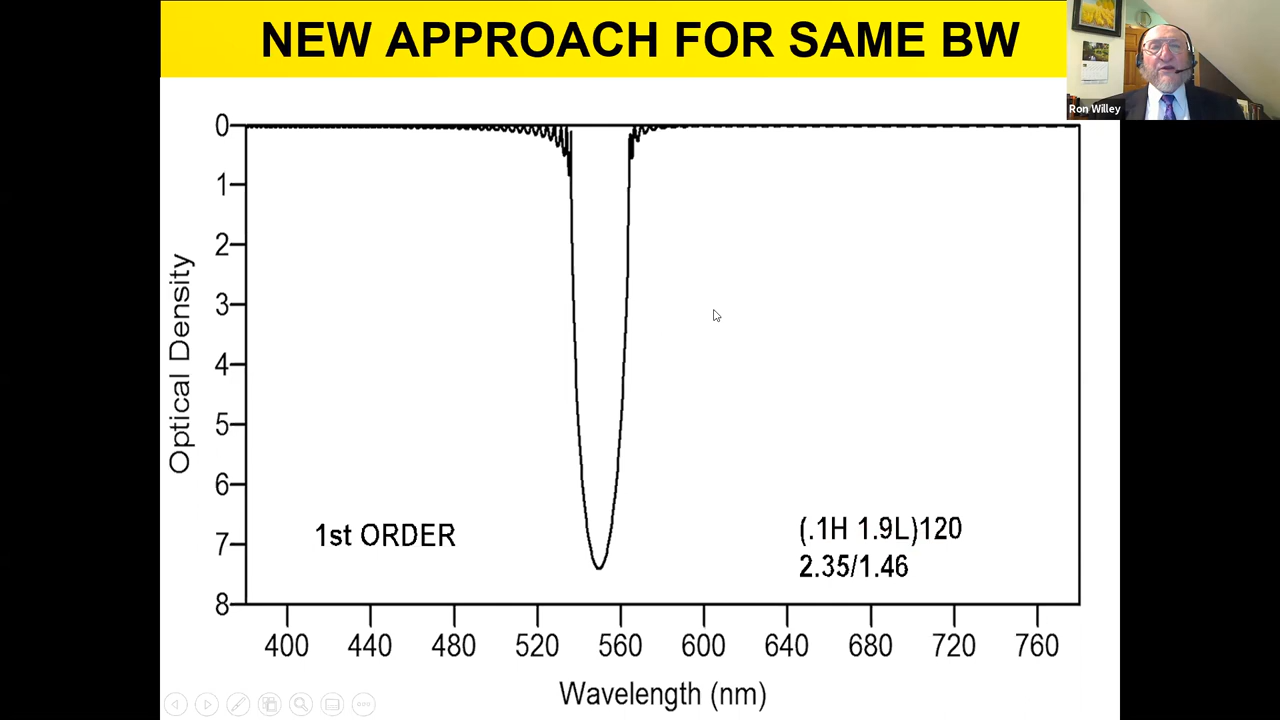 NEW APPROACH FOR SAME BW
Ron Willey
0
1
2
3
4
5
6
7
8
Optical Density
1st ORDER
(.1H 1.9L)120
2.35/1.46
400 440 480 520 560 600 640 680 720 760
Wavelength (nm)